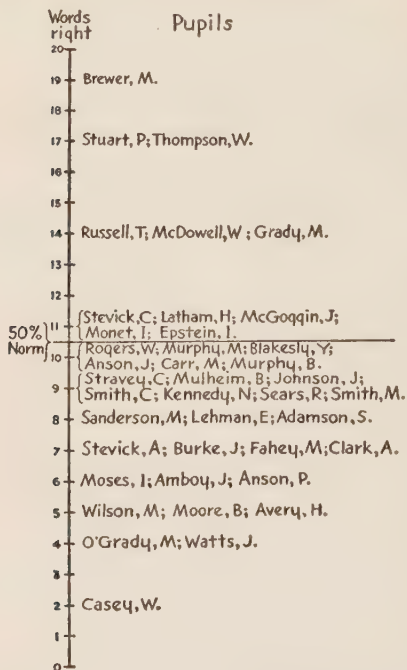 Words
right
Pupils
20
19 Brewer, M.
18
17 Stuart, P; Thompson, W.
16
15
14 Russell, T; McDowell, W; Grady, M.
13
12
11 Stevick, C; Latham, H; McGoggin, J;
Monet, I; Epstein, I.
50%
Norm
10 Rogers, W; Murphy, M; Blakesly, Y;
Anson, J; Carr, M; Murphy, B.
9 Stravey, C; Mulheim, B; Johnson, J;
Smith, C; Kennedy, N; Sears, R; Smith, M.
8 Sanderson, M; Lehman, E; Adamson, S.
7 Stevick, A; Burke, J; Fahey, M; Clark, A.
6 Moses, I; Amboy, J; Anson, P.
5 Wilson, M; Moore, B; Avery, H.
4 O'Grady, M; Watts, J.
3
2 Casey, W.
1
0